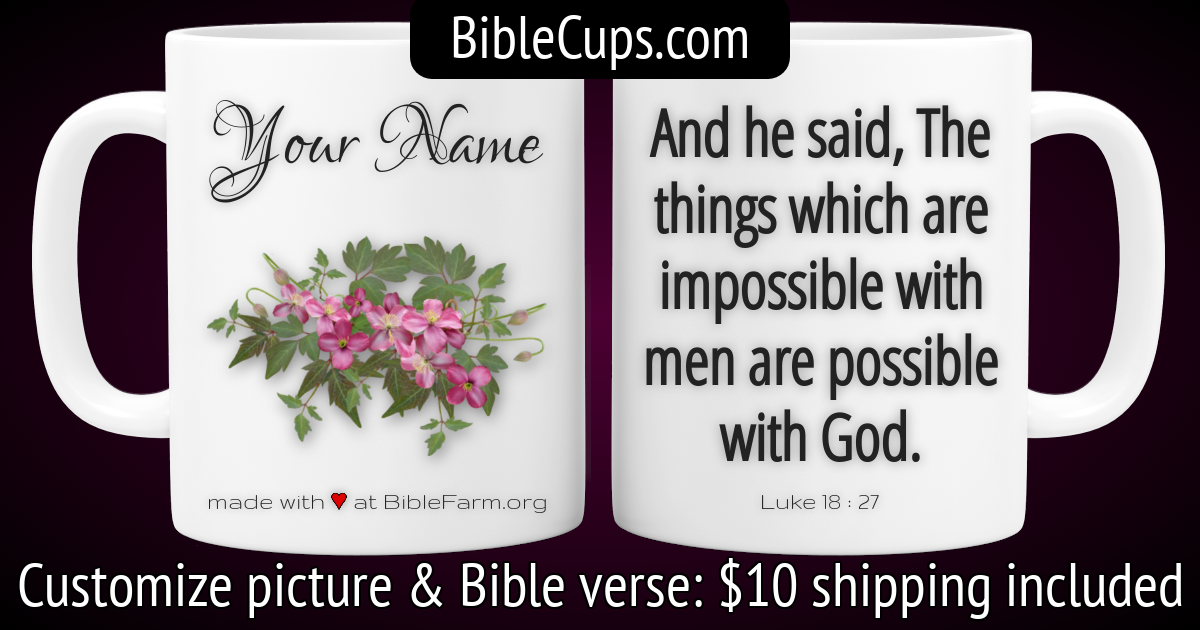 BibleCups.com
Your Name
made with ♥ at BibleFarm.org
And he said, The
things which are
impossible with
men are possible
with God.
Luke 18 : 27
Customize picture & Bible verse: $10 shipping included